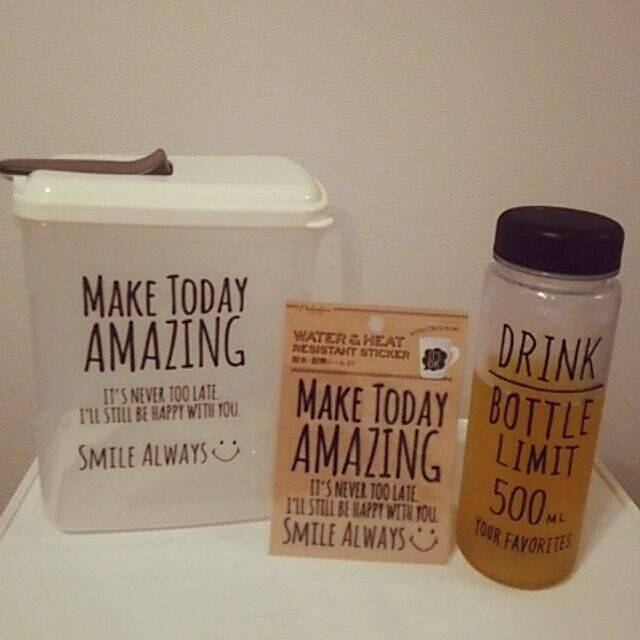 MAKE TODAY
AMAZING
IT'S NEVER TOO LATE.
I'LL STILL BE HAPPY WITH YOU.
SMILE ALWAYS
WATER & HEAT
RESISTANT STICKER
MAKE TODAY
AMAZING
IT'S NEVER TOO LATE.
I'LL STILL BE HAPPY WITH YOU.
SMILE ALWAYS
DRINK
BOTTLE
LIMIT
500 ML
YOUR FAVORITES